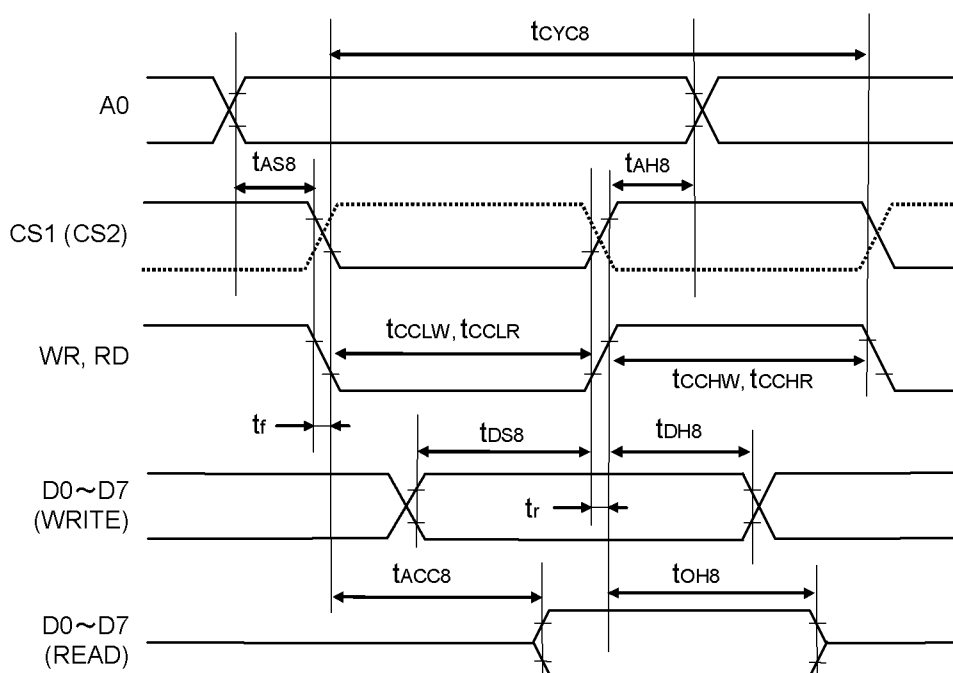 tCYC8
A0
tAS8
tAH8
CS1 (CS2)
tCCLW, tCCLR
WR, RD
tCCHW, tCCHR
tf
tDS8
tDH8
D0～D7
(WRITE)
tr
tACC8
tOH8
D0～D7
(READ)